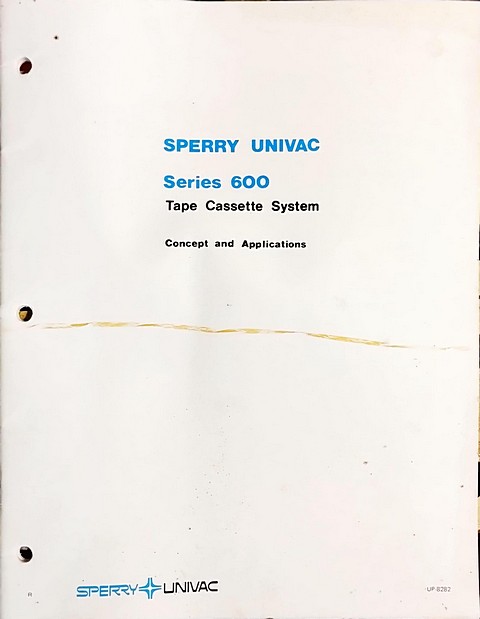 SPERRY UNIVAC
Series 600
Tape Cassette System
Concept and Applications
SPERRY UNIVAC
UP-8282